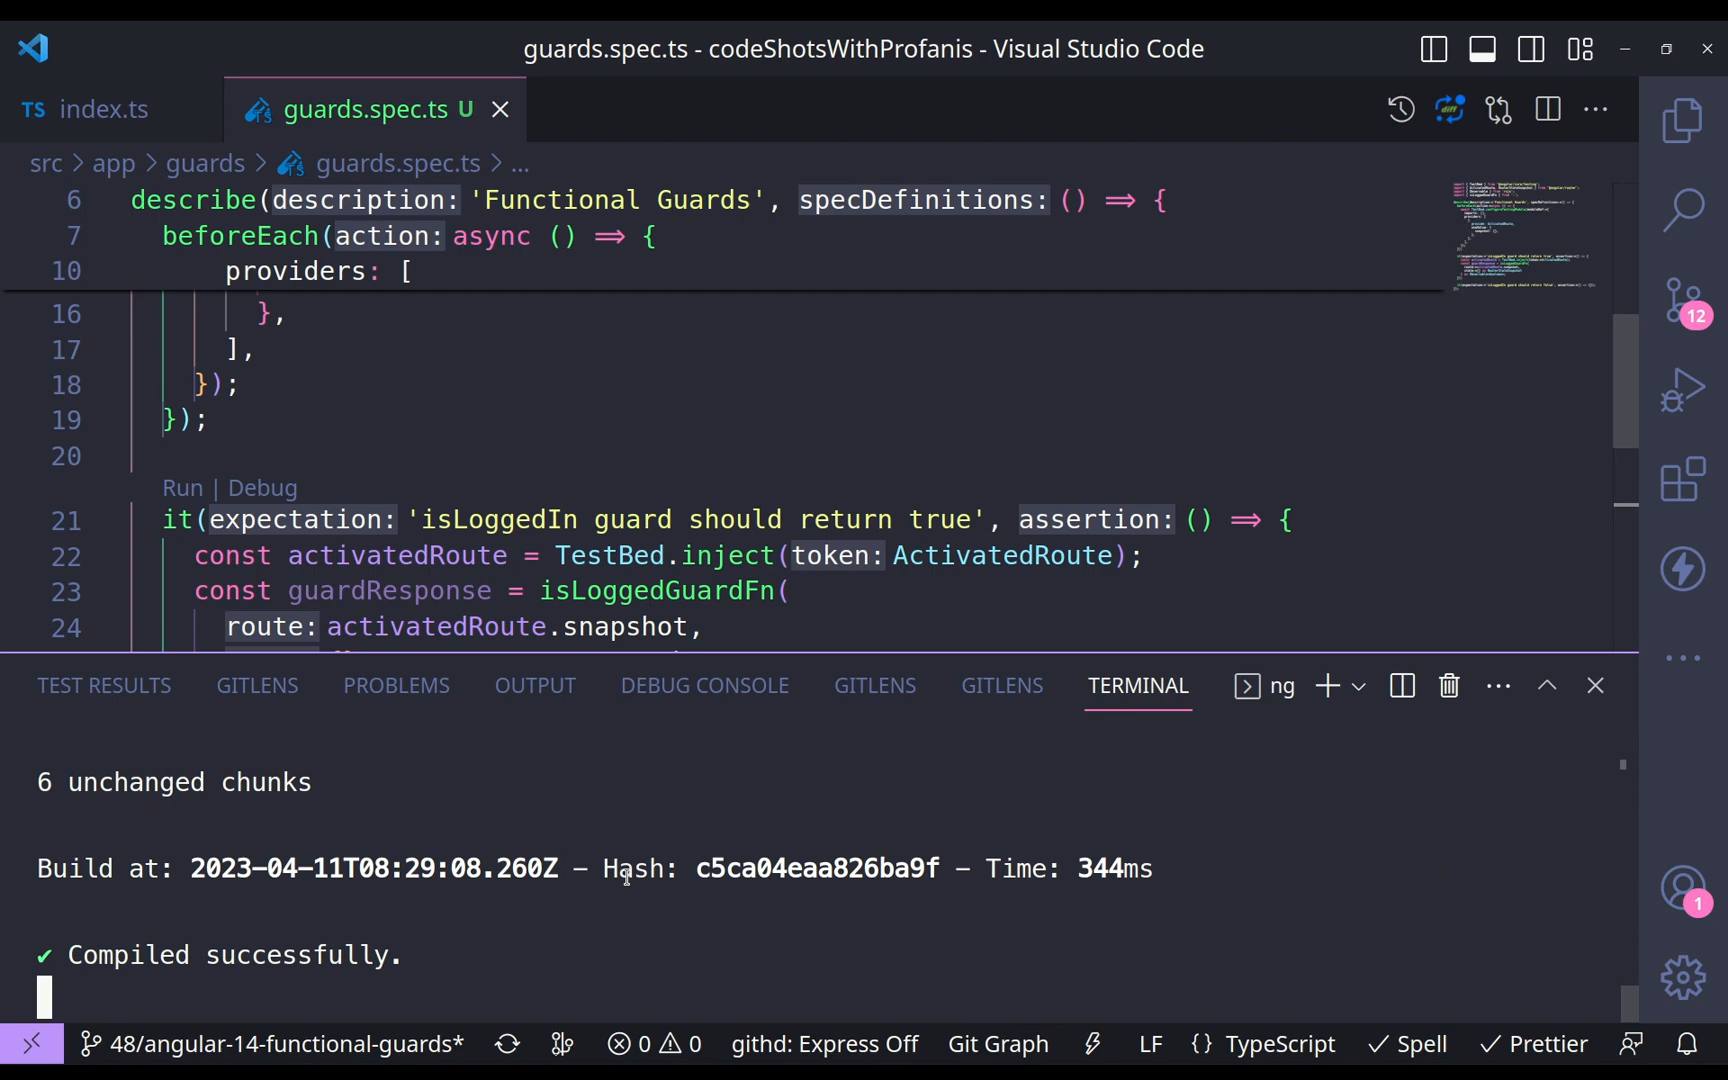 guards.spec.ts - codeShotsWithProfanis - Visual Studio Code
TS index.ts
guards.spec.ts U
diff
src > app > guards > TS guards.spec.ts > ...
6 describe(description: 'Functional Guards', specDefinitions: () ⇒ {
7 beforeEach(action: async () ⇒ {
10 providers: [
16 },
17 ],
18 });
19 });
20
Run | Debug
21 it(expectation: 'isLoggedIn guard should return true', assertion: () ⇒ {
22 const activatedRoute = TestBed.inject(token: ActivatedRoute);
23 const guardResponse = isLoggedGuardFn(
24 route: activatedRoute.snapshot,
12
TEST RESULTS GITLENS PROBLEMS OUTPUT DEBUG CONSOLE GITLENS GITLENS TERMINAL ng
6 unchanged chunks
Build at: 2023-04-11T08:29:08.260Z - Hash: c5ca04eaa826ba9f - Time: 344ms
✔ Compiled successfully.
1
48/angular-14-functional-guards* 0 0 githd: Express Off Git Graph LF {} TypeScript ✓ Spell ✓ Prettier